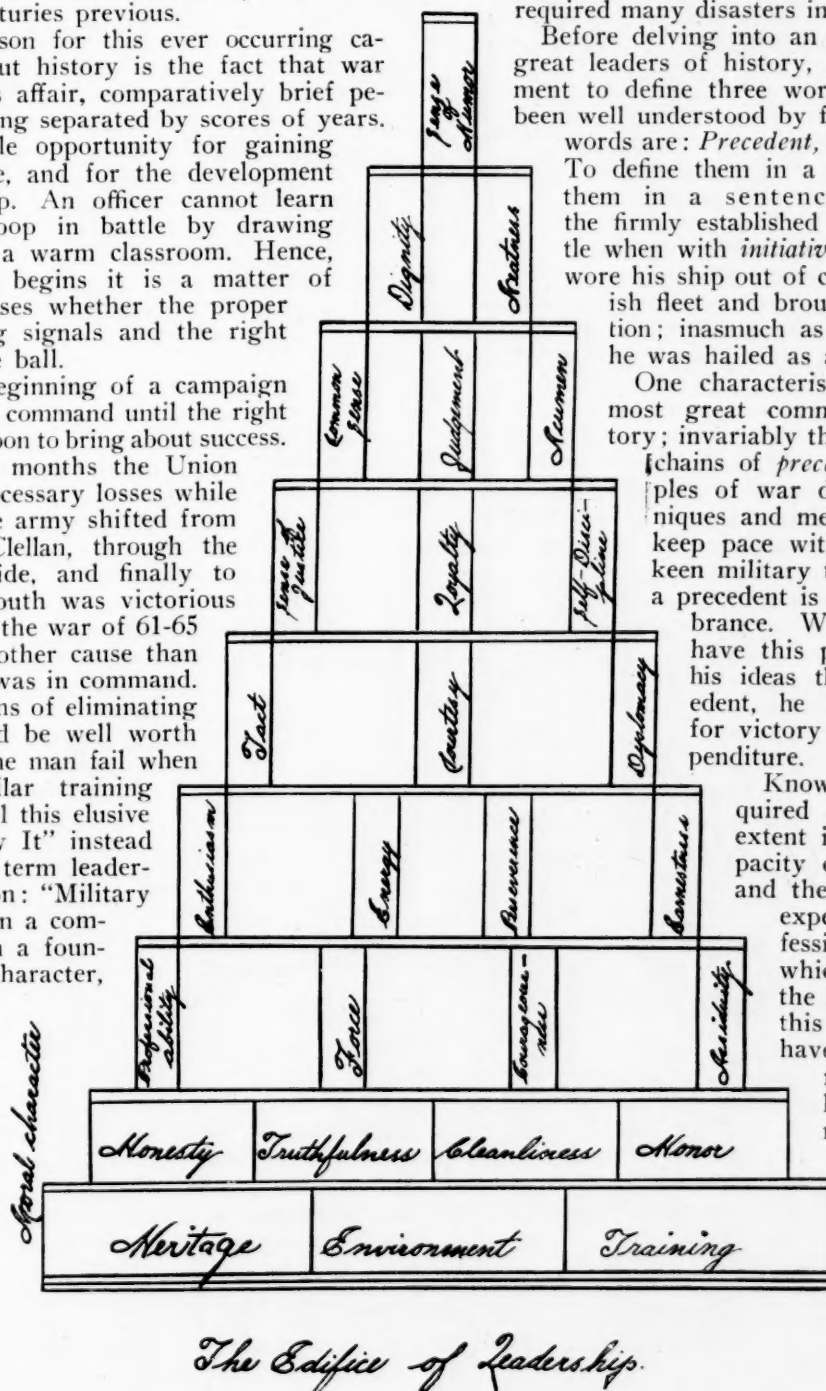 turies previous.
son for this ever occurring ca-
ut history is the fact that war
s affair, comparatively brief pe-
ng separated by scores of years.
le opportunity for gaining
e, and for the development
p. An officer cannot learn
oop in battle by drawing
a warm classroom. Hence,
begins it is a matter of
ses whether the proper
g signals and the right
e ball.
eginning of a campaign
command until the right
oon to bring about success.
months the Union
cessary losses while
e army shifted from
Clellan, through the
ide, and finally to
outh was victorious
the war of 61-65
other cause than
was in command.
ns of eliminating
d be well worth
ne man fail when
lar training
l this elusive
y It" instead
term leader-
on: "Military
n a com-
n a foun-
haracter,
required many disasters in
Before delving into an
great leaders of history,
ment to define three wor
been well understood by f
words are: Precedent,
To define them in a
them in a sentenc
the firmly established
tle when with initiativ
wore his ship out of c
ish fleet and brou
tion; inasmuch as
he was hailed as a
One characteris
most great comm
tory; invariably th
chains of prece
ples of war c
niques and me
keep pace wit
keen military
a precedent is
brance. W
have this p
his ideas th
edent, he
for victory
penditure.
Know
quired
extent i
pacity o
and the
expe
fessi
whic
the
this
have
Sense
of
Humor
Dignity
Neatness
Common
sense
Judgement
Acumen
Sense of
Justice
Loyalty
Self-Disci-
pline
Tact
Courtesy
Diplomacy
Enthusiasm
Energy
Perseverence
Earnestness
Professional
ability
Force
Courageous-
ness
Assiduity
Moral character
Honesty
Truthfulness
Cleanliness
Honor
Heritage
Environment
Training
The Edifice of Leadership.